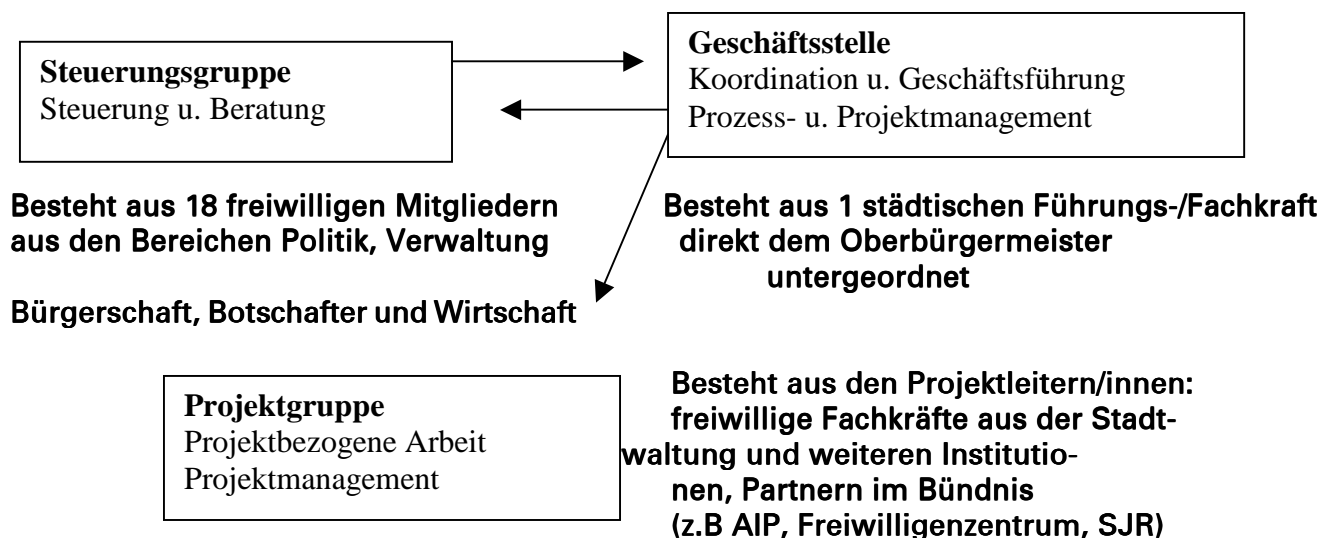 Steuerungsgruppe
Steuerung u. Beratung
Geschäftsstelle
Koordination u. Geschäftsführung
Prozess- u. Projektmanagement
Besteht aus 18 freiwilligen Mitgliedern
aus den Bereichen Politik, Verwaltung
Bürgerschaft, Botschafter und Wirtschaft
Besteht aus 1 städtischen Führungs-/Fachkraft
direkt dem Oberbürgermeister
untergeordnet
Projektgruppe
Projektbezogene Arbeit
Projektmanagement
Besteht aus den Projektleitern/innen:
freiwillige Fachkräfte aus der Stadt-
waltung und weiteren Institutio-
nen, Partnern im Bündnis
(z.B AIP, Freiwilligenzentrum, SJR)